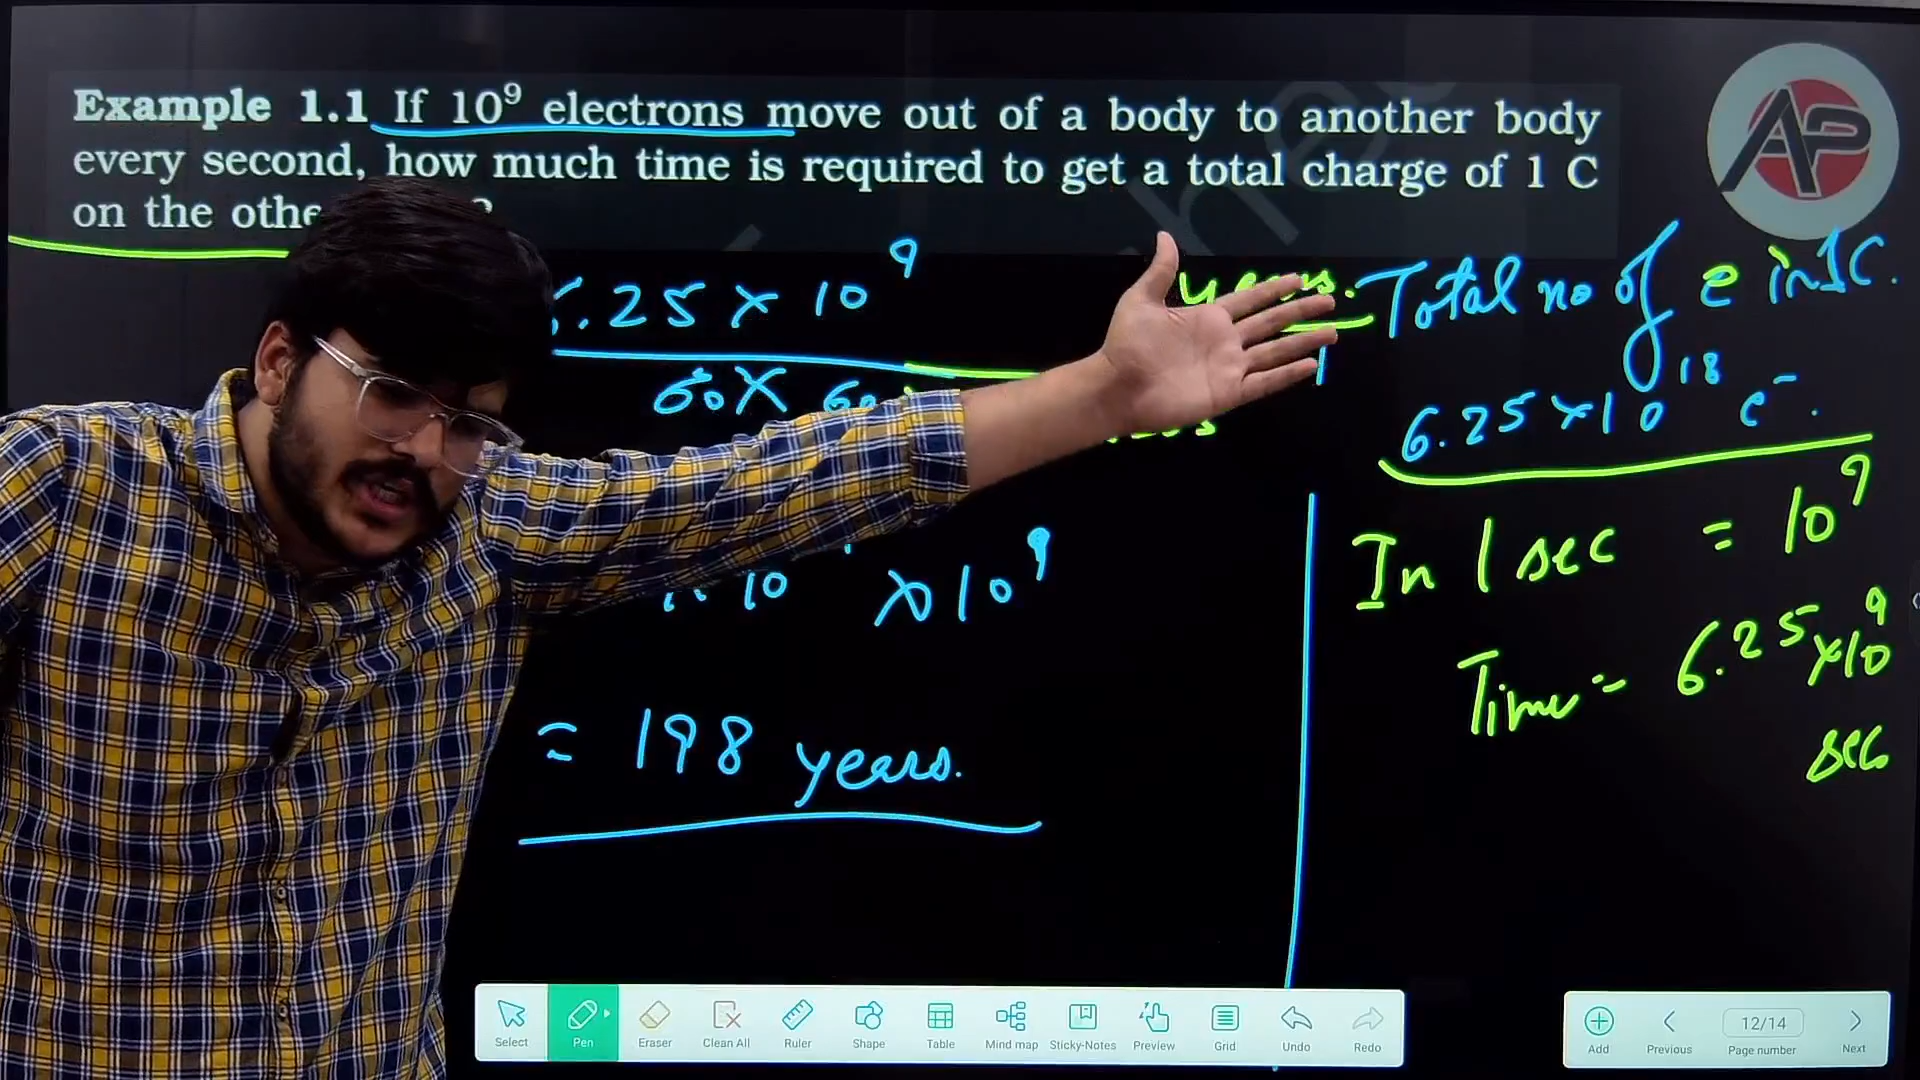 Example 1.1 If 10⁹ electrons move out of a body to another body
every second, how much time is required to get a total charge of 1 C
on the othe ?
AP
.25 × 10⁹
60 × 60
years.
× 10⁹
10
= 198 years.
Total no of e in 1C.
6.25 × 10¹⁸ e⁻.
In 1 sec = 10⁹
Time = 6.25 × 10⁹
sec
Select Pen Eraser Clean All Ruler Shape Table Mind map Sticky-Notes Preview Grid Undo Redo
Add Previous 12/14 Page number Next